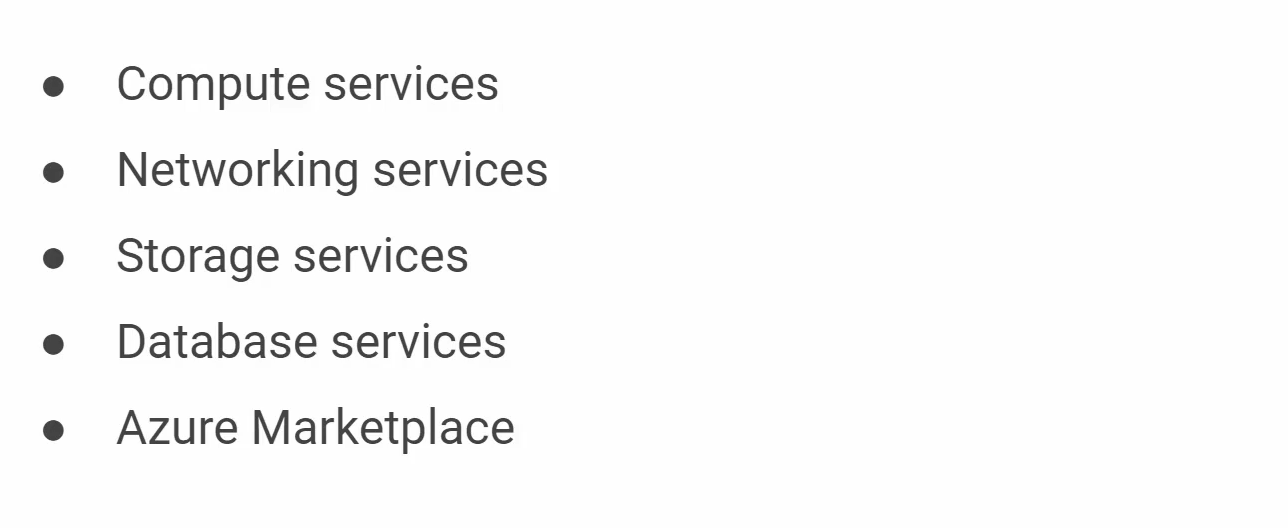 ● Compute services
● Networking services
● Storage services
● Database services
● Azure Marketplace